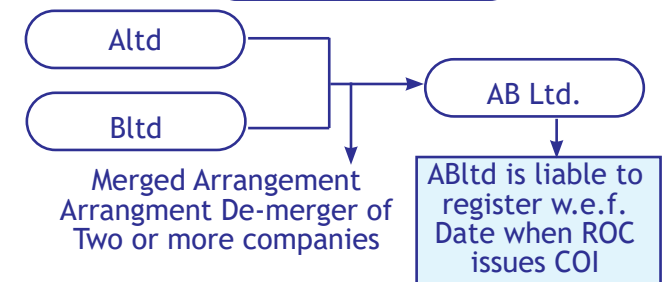 Altd
Bltd
AB Ltd.
Merged Arrangement
Arrangment De-merger of
Two or more companies
ABltd is liable to
register w.e.f.
Date when ROC
issues COI